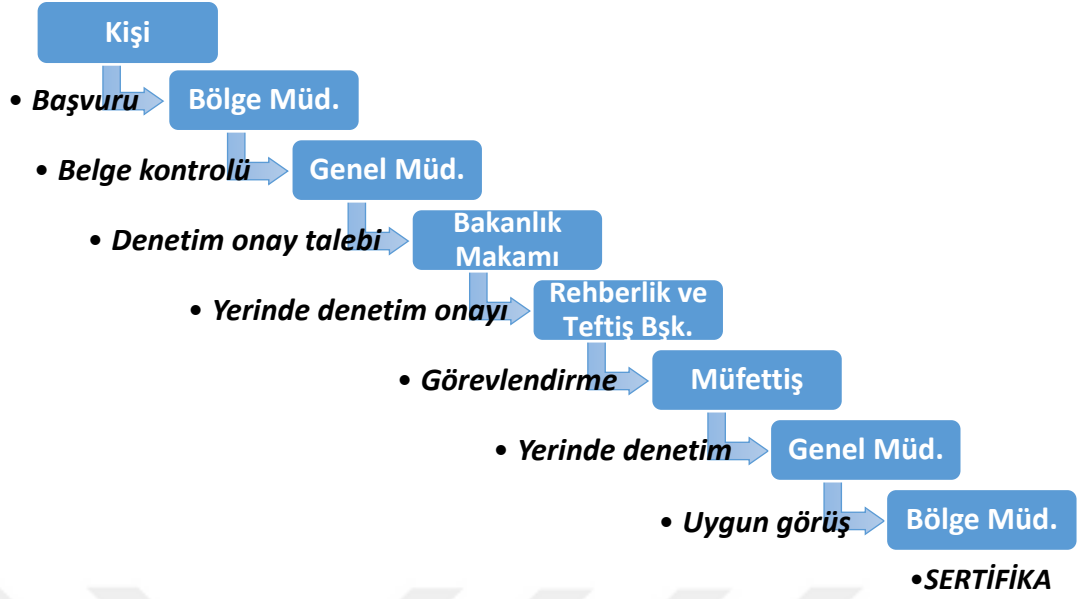 Kişi
• Başvuru
Bölge Müd.
• Belge kontrolü
Genel Müd.
• Denetim onay talebi
Bakanlık
Makamı
• Yerinde denetim onayı
Rehberlik ve
Teftiş Bşk.
• Görevlendirme
Müfettiş
• Yerinde denetim
Genel Müd.
• Uygun görüş
Bölge Müd.
•SERTİFİKA